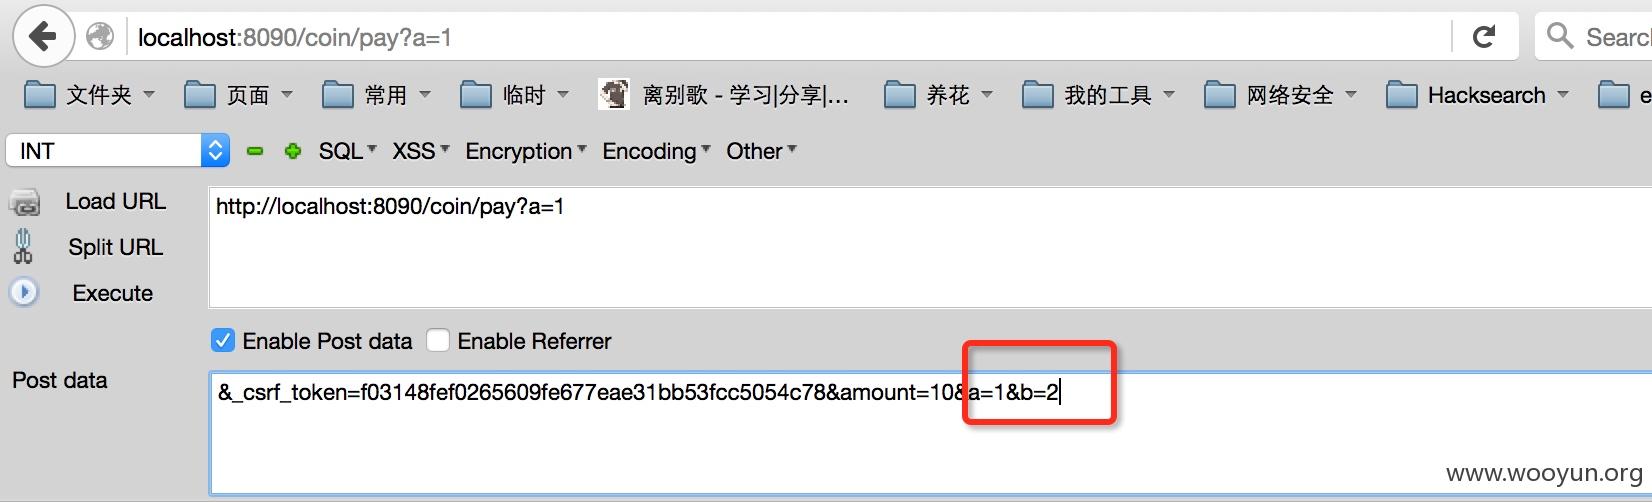 localhost:8090/coin/pay?a=1 Searc
文件夹 页面 常用 临时 离别歌 - 学习|分享|... 养花 我的工具 网络安全 Hacksearch e
INT SQL XSS Encryption Encoding Other
Load URL http://localhost:8090/coin/pay?a=1
Split URL
Execute
Enable Post data Enable Referrer
Post data &_csrf_token=f03148fef0265609fe677eae31bb53fcc5054c78&amount=10&a=1&b=2
www.wooyun.org